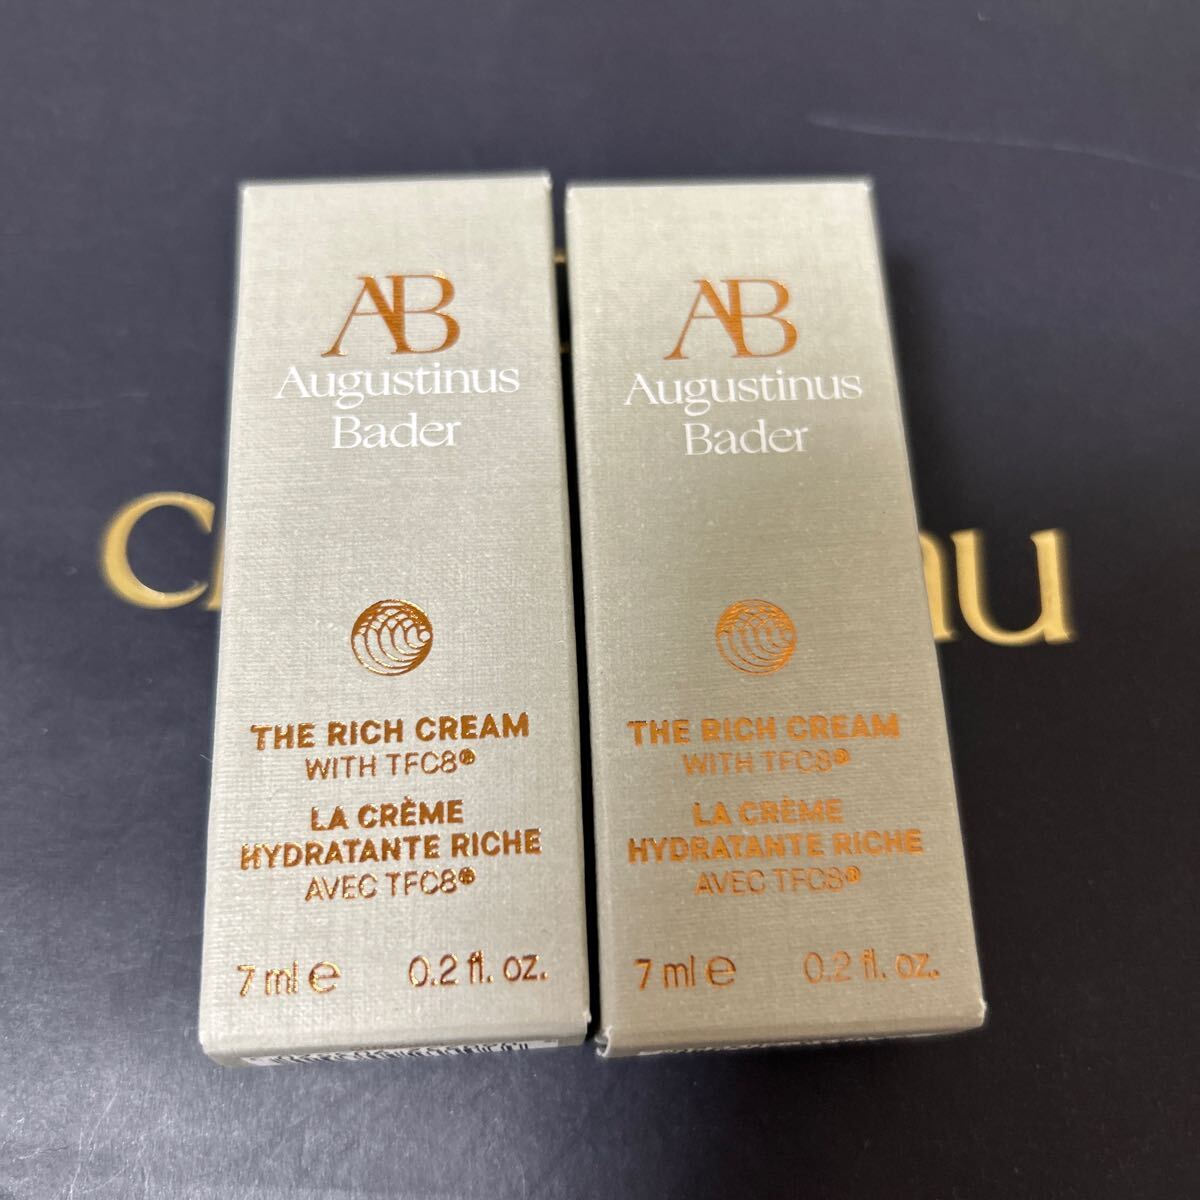 AB
Augustinus
Bader
THE RICH CREAM
WITH TFC8®
LA CRÈME
HYDRATANTE RICHE
AVEC TFC8®
7 ml e 0.2 fl. oz.
AB
Augustinus
Bader
THE RICH CREAM
WITH TFC8®
LA CRÈME
HYDRATANTE RICHE
AVEC TFC8®
7 ml e 0.2 fl. oz.